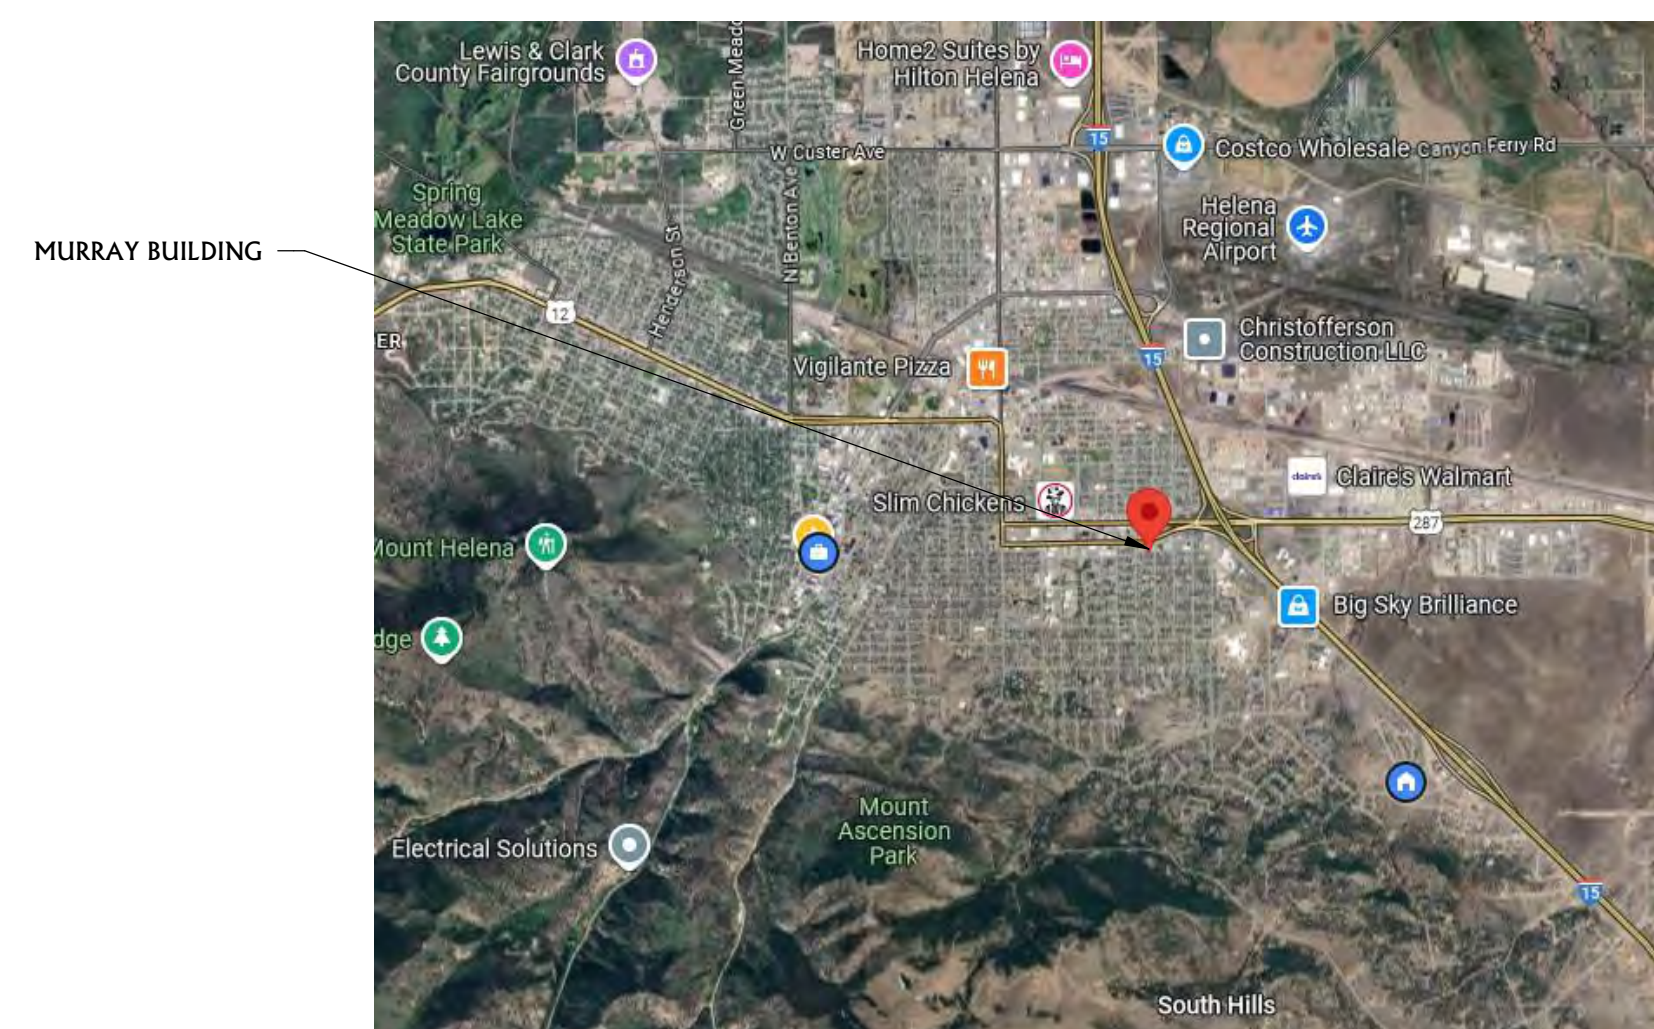 Lewis & Clark
County Fairgrounds
Green Mead
Home2 Suites by
Hilton Helena
15
W Custer Ave
Costco Wholesale
Canyon Ferry Rd
Spring
Meadow Lake
State Park
N Benton Ave
Henderson St
Helena
Regional
Airport
MURRAY BUILDING
12
ER
Christofferson
Construction LLC
15
Vigilante Pizza
Slim Chickens
claire's
Claire's Walmart
287
Mount Helena
Big Sky Brilliance
dge
Mount
Ascension
Park
Electrical Solutions
15
South Hills